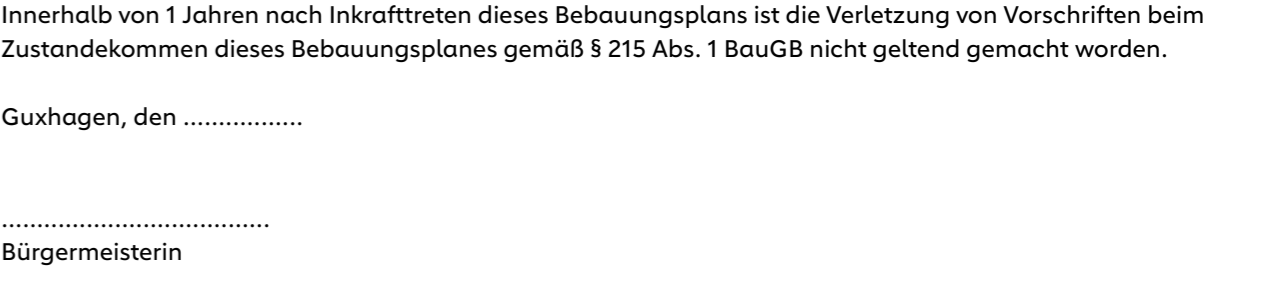 Innerhalb von 1 Jahren nach Inkrafttreten dieses Bebauungsplans ist die Verletzung von Vorschriften beim
Zustandekommen dieses Bebauungsplanes gemäß § 215 Abs. 1 BauGB nicht geltend gemacht worden.
Guxhagen, den .................
......................................
Bürgermeisterin